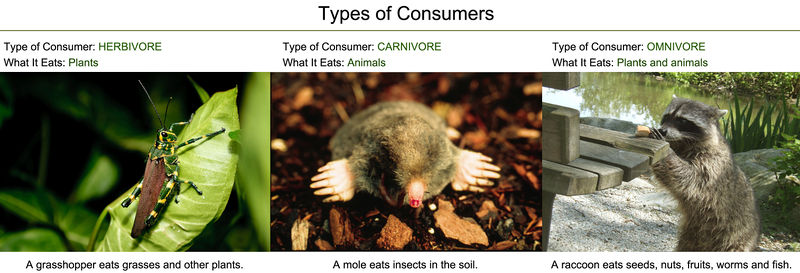 Types of Consumers
Type of Consumer: HERBIVORE
What It Eats: Plants
Type of Consumer: CARNIVORE
What It Eats: Animals
Type of Consumer: OMNIVORE
What It Eats: Plants and animals
A grasshopper eats grasses and other plants.
A mole eats insects in the soil.
A raccoon eats seeds, nuts, fruits, worms and fish.